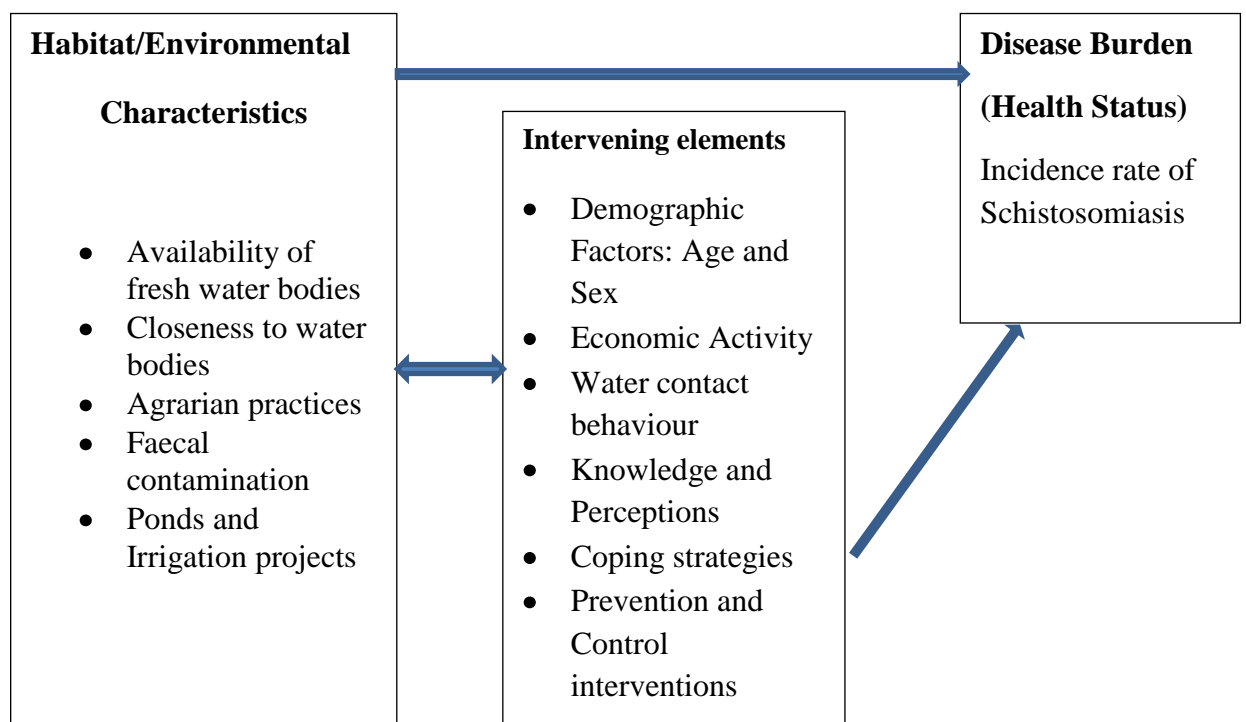 Habitat/Environmental
Characteristics
• Availability of
fresh water bodies
• Closeness to water
bodies
• Agrarian practices
• Faecal
contamination
• Ponds and
Irrigation projects
Intervening elements
• Demographic
Factors: Age and
Sex
• Economic Activity
• Water contact
behaviour
• Knowledge and
Perceptions
• Coping strategies
• Prevention and
Control
interventions
Disease Burden
(Health Status)
Incidence rate of
Schistosomiasis